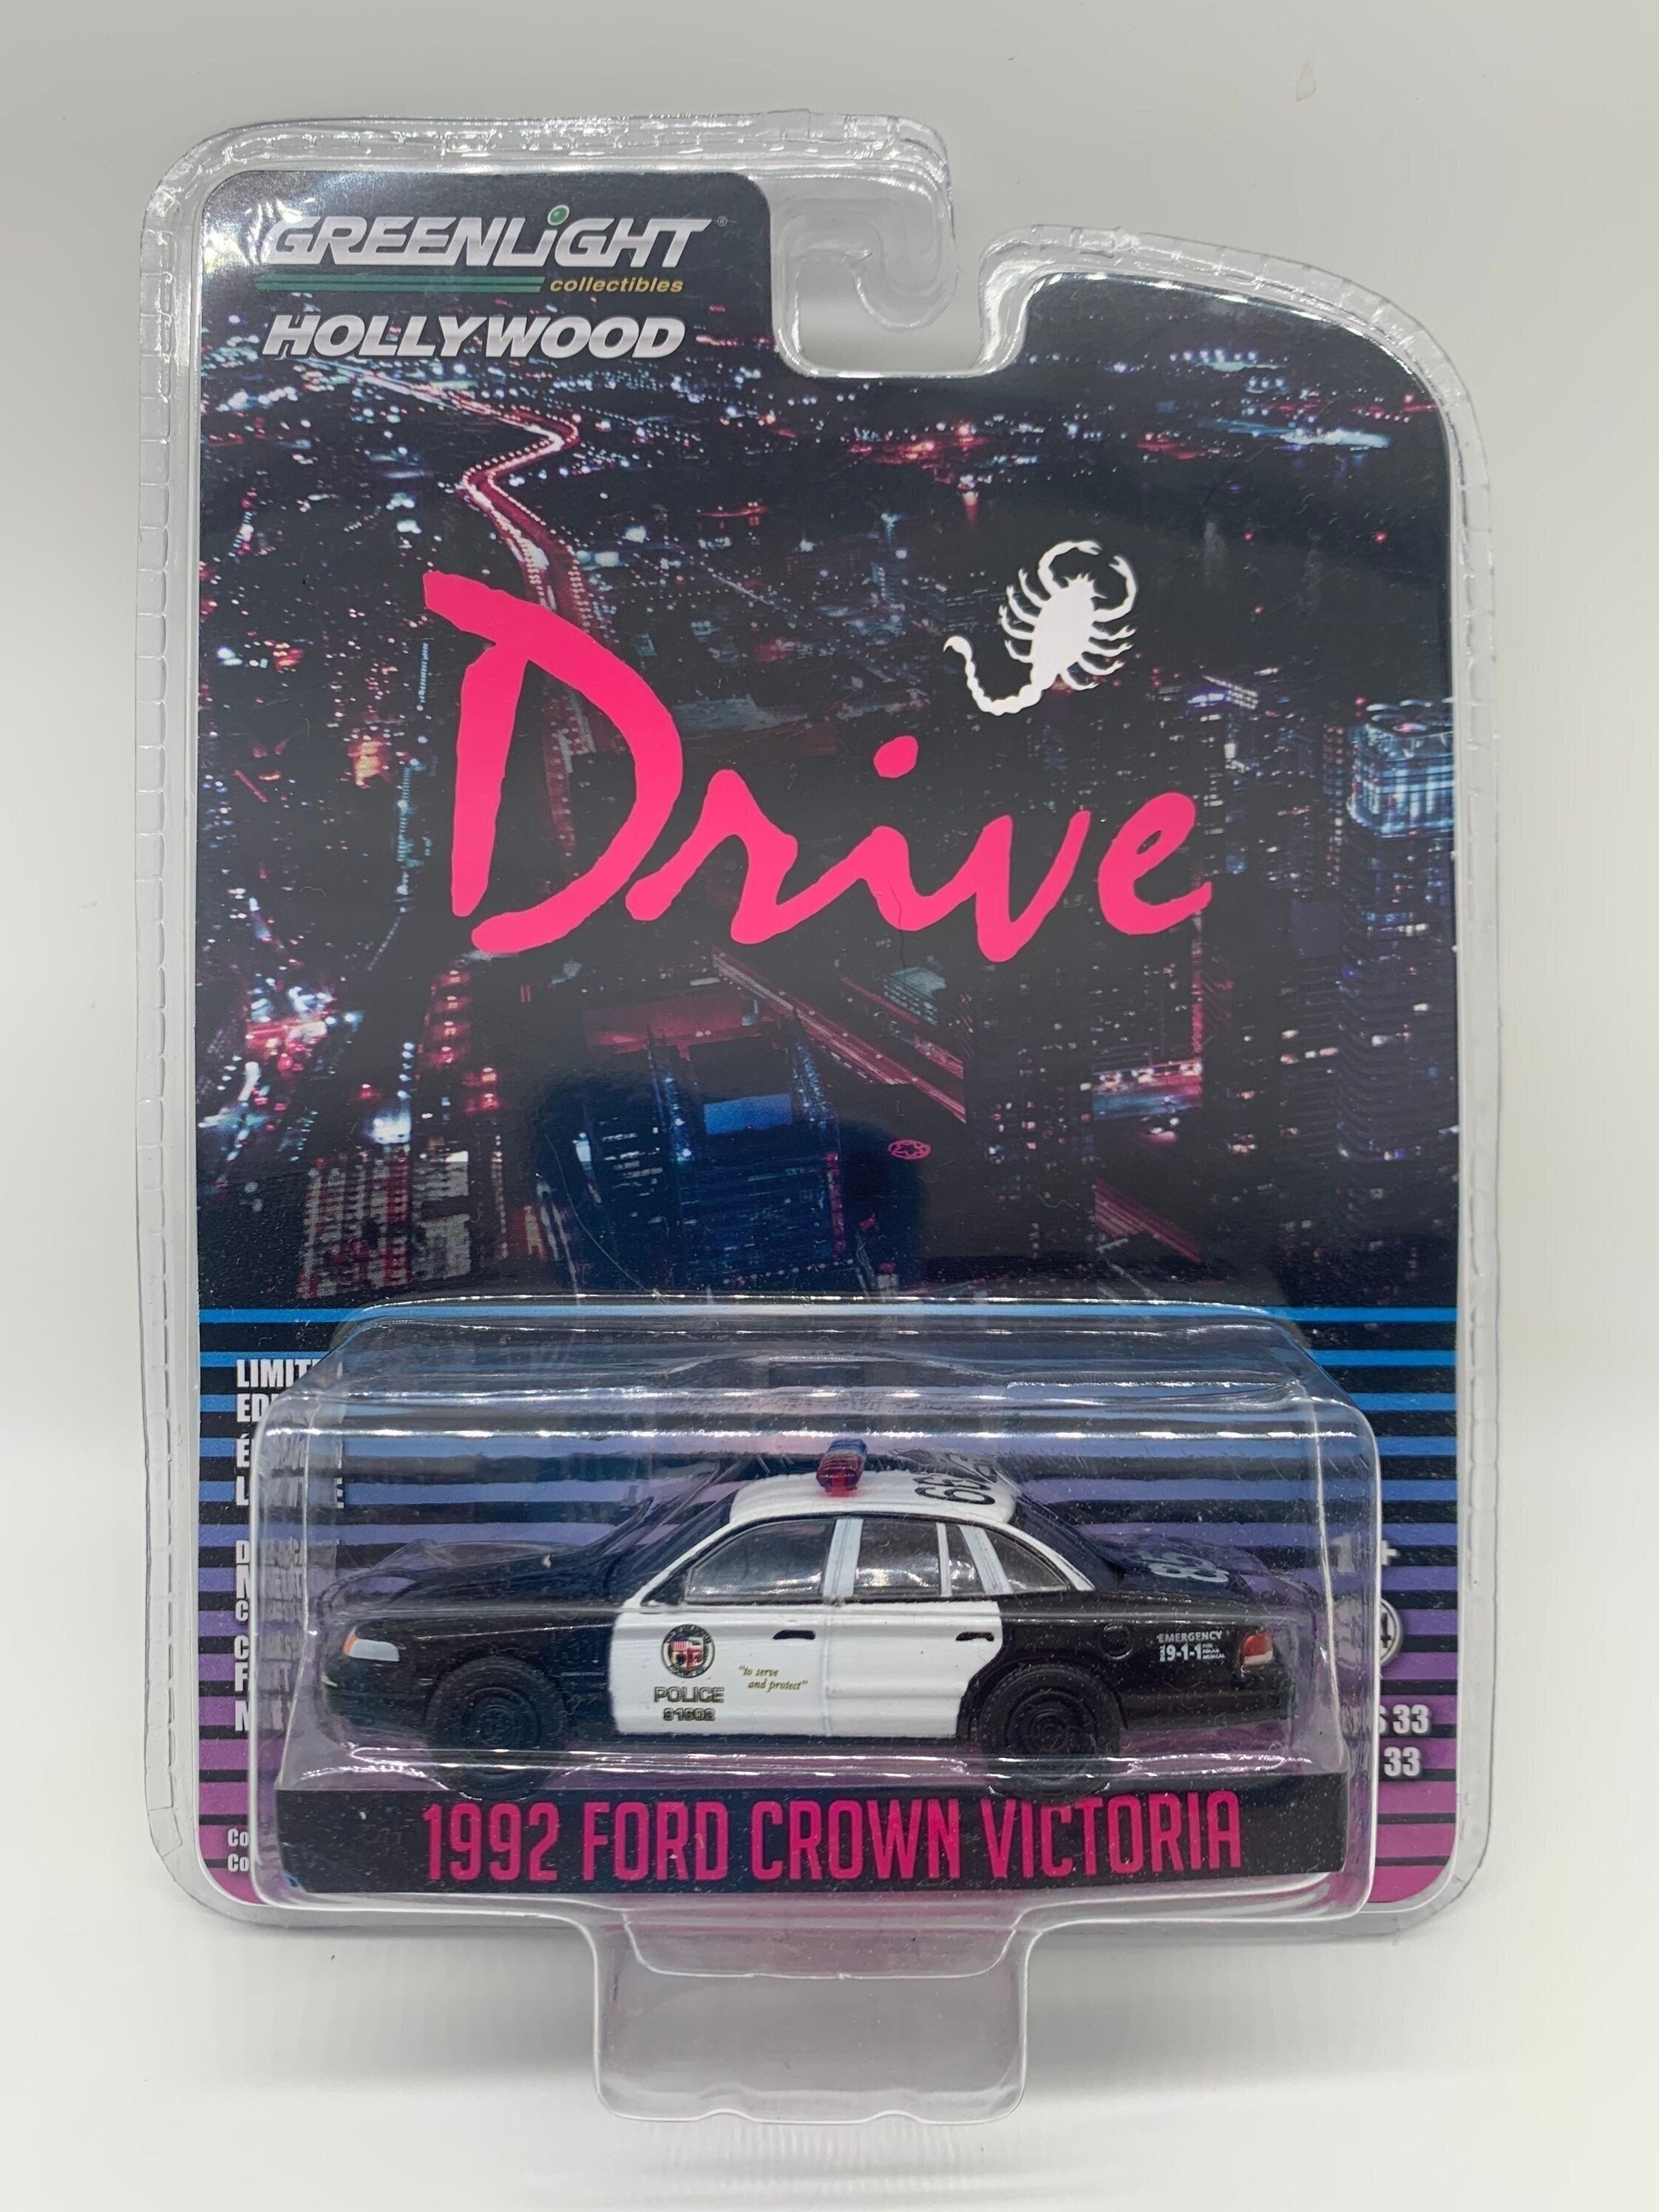 GREENLiGHT®
collectibles
HOLLYWOOD
Drive
POLICE
91602
"to serve
and protect"
EMERGENCY
9-1-1
33
33
1992 FORD CROWN VICTORIA